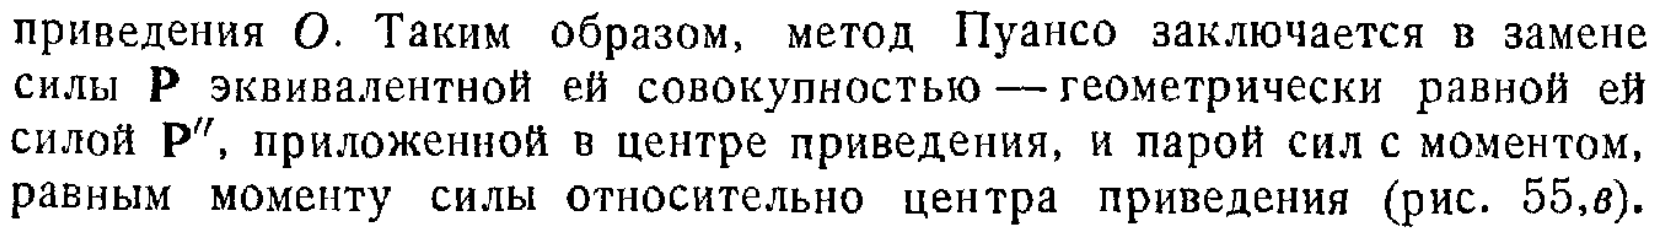 приведения O. Таким образом, метод Пуансо заключается в замене
силы P эквивалентной ей совокупностью — геометрически равной ей
силой P″, приложенной в центре приведения, и парой сил с моментом,
равным моменту силы относительно центра приведения (рис. 55,в).